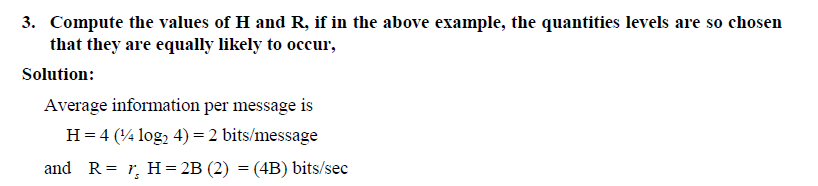 3. Compute the values of H and R, if in the above example, the quantities levels are so chosen
that they are equally likely to occur,
Solution:
Average information per message is
H = 4 (¼ log₂ 4) = 2 bits/message
and R = rₛ H = 2B (2) = (4B) bits/sec